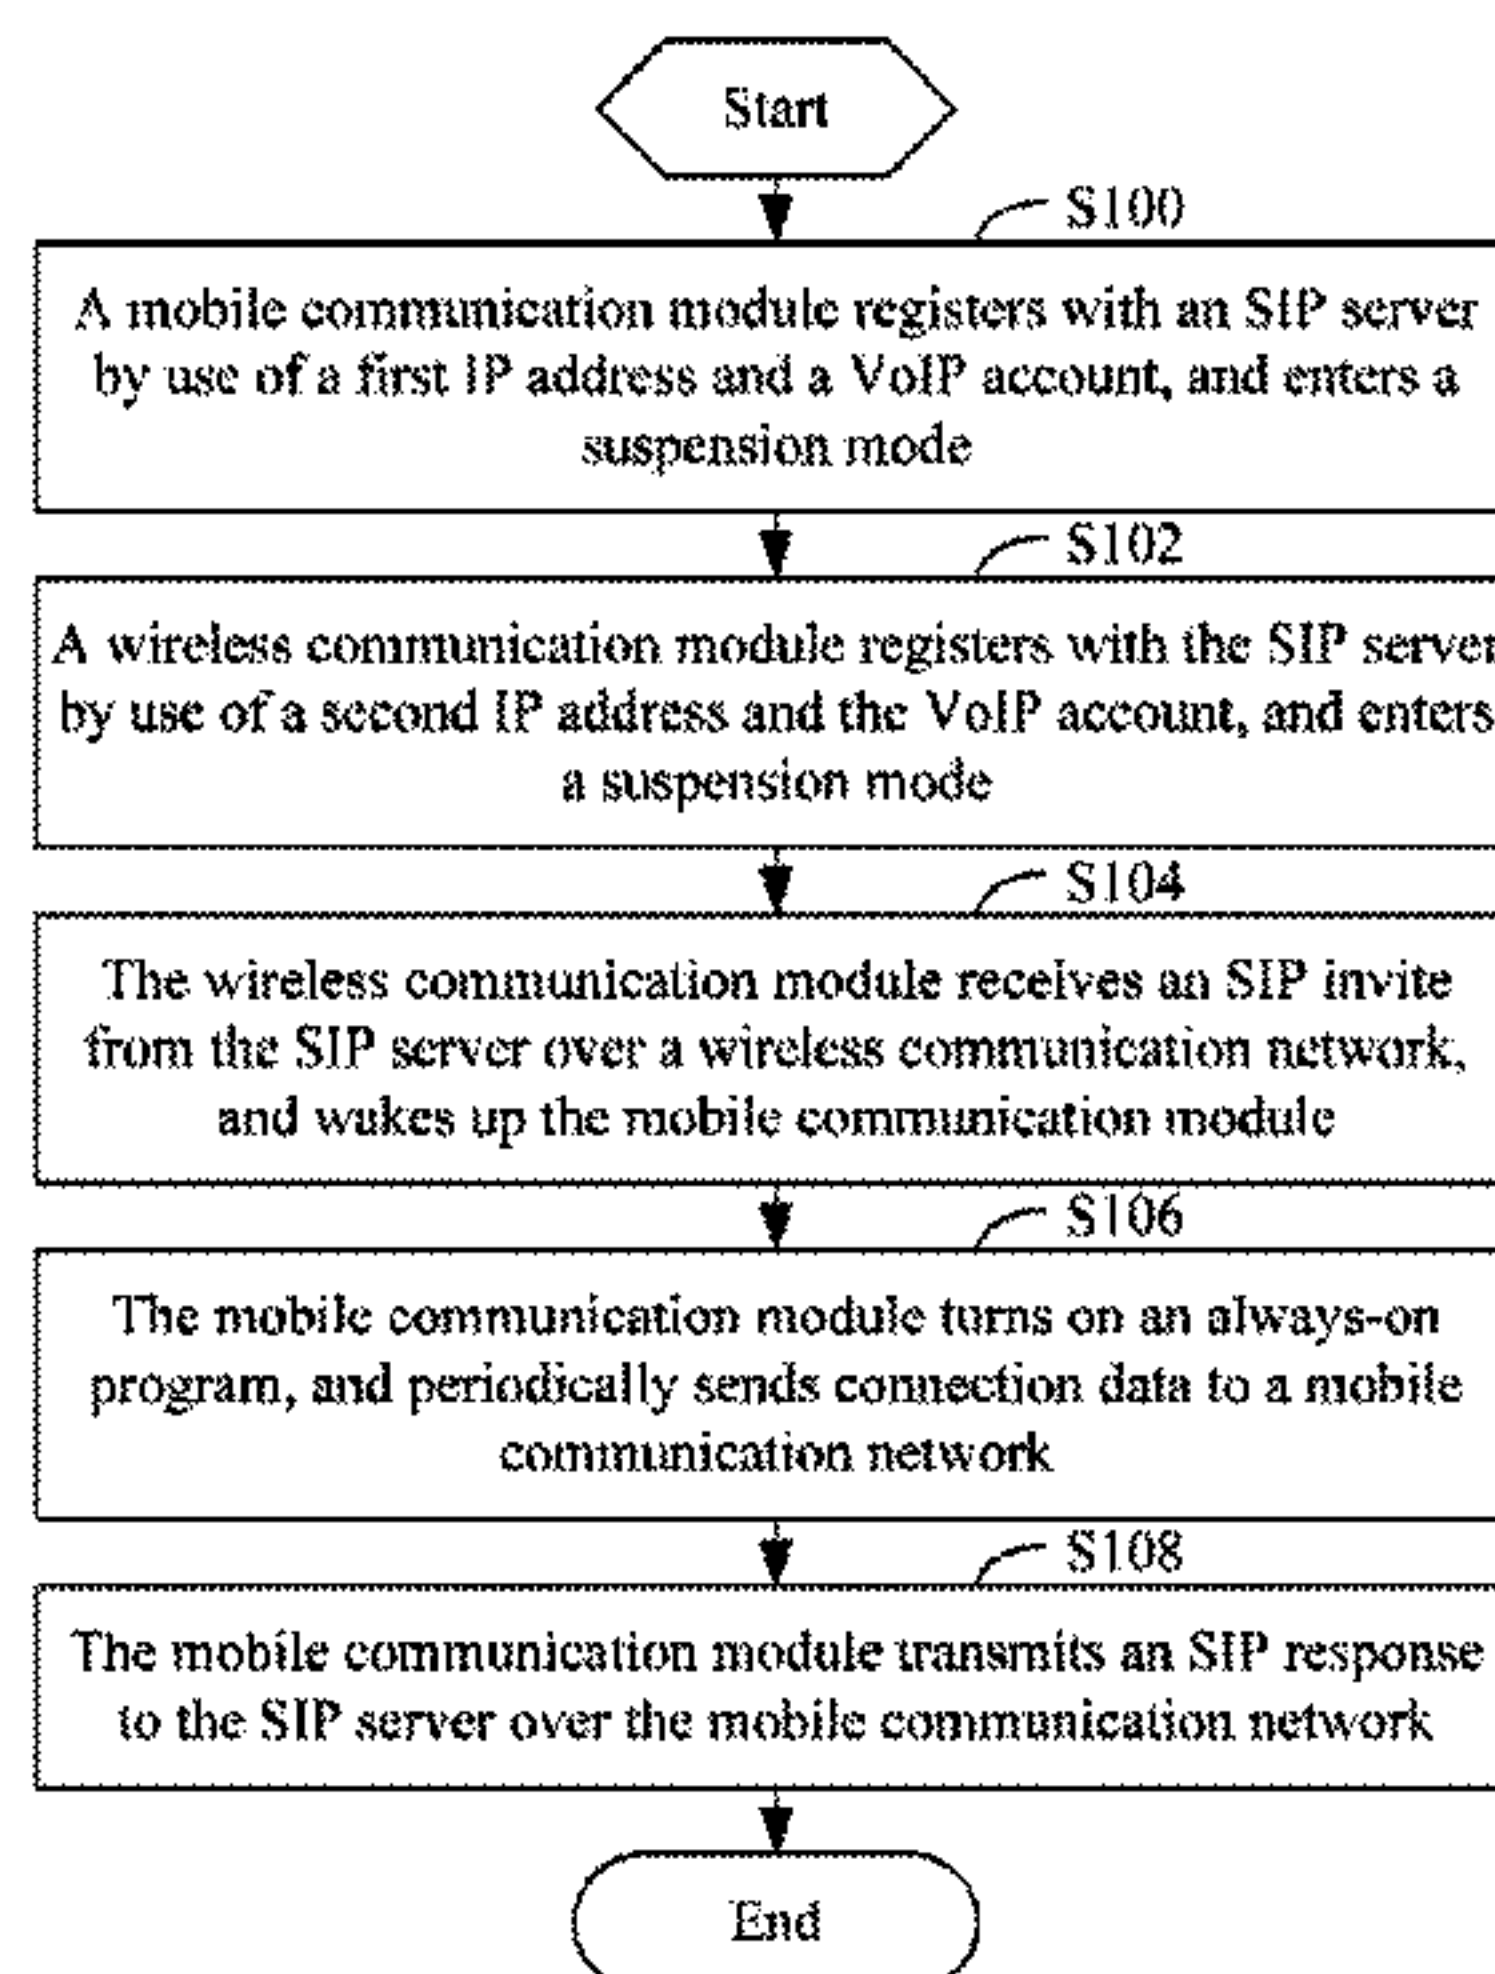 Start
S100
A mobile communication module registers with an SIP server
by use of a first IP address and a VoIP account, and enters a
suspension mode
S102
A wireless communication module registers with the SIP server
by use of a second IP address and the VoIP account, and enters
a suspension mode
S104
The wireless communication module receives an SIP invite
from the SIP server over a wireless communication network,
and wakes up the mobile communication module
S106
The mobile communication module turns on an always-on
program, and periodically sends connection data to a mobile
communication network
S108
The mobile communication module transmits an SIP response
to the SIP server over the mobile communication network
End